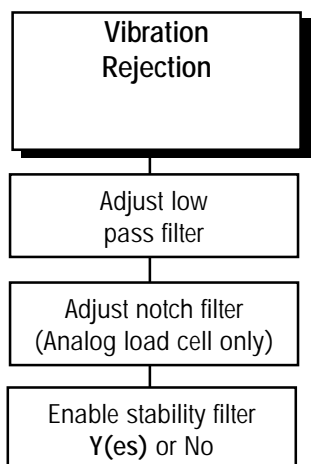 Vibration
Rejection
Adjust low
pass filter
Adjust notch filter
(Analog load cell only)
Enable stability filter
Y(es) or No